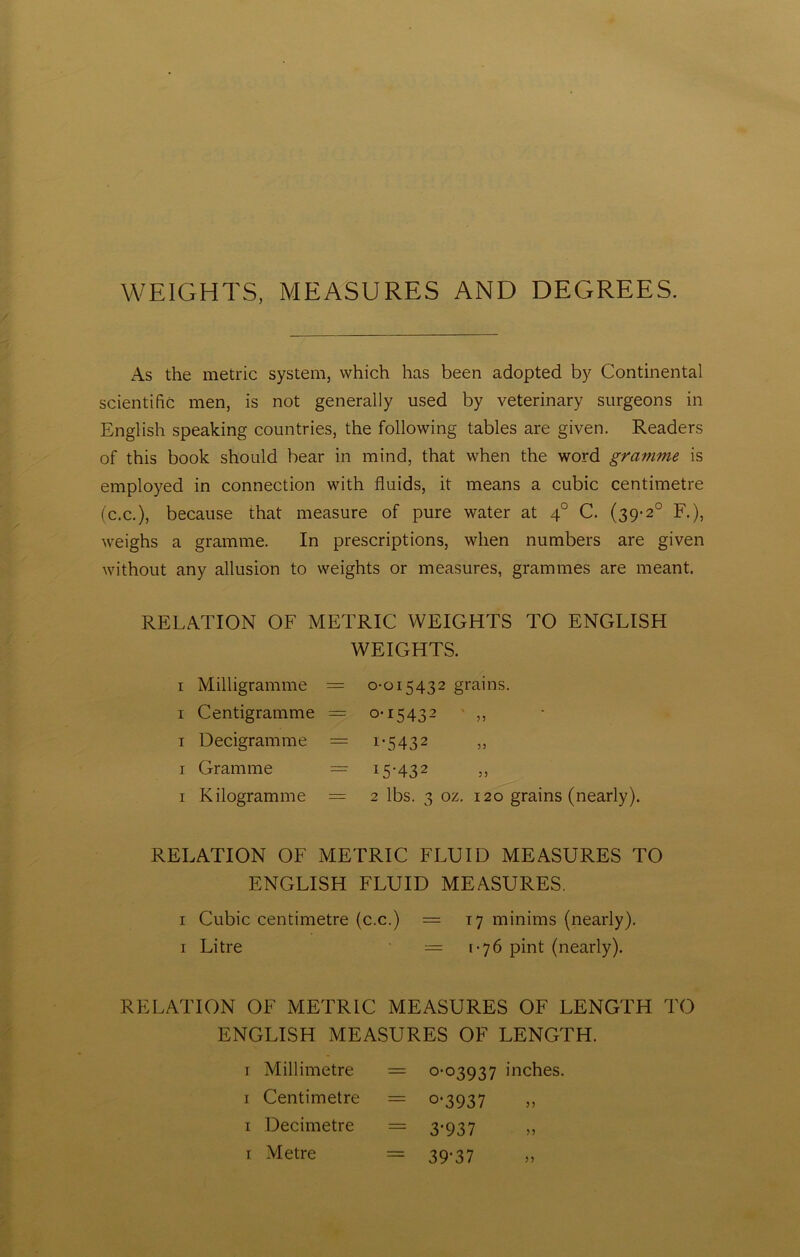 WEIGHTS, MEASURES AND DEGREES.
As the metric system, which has been adopted by Continental
scientific men, is not generally used by veterinary surgeons in
English speaking countries, the following tables are given. Readers
of this book should bear in mind, that when the word gramme is
employed in connection with fluids, it means a cubic centimetre
(c.c.), because that measure of pure water at 4° C. (39·2° F.),
weighs a gramme. In prescriptions, when numbers are given
without any allusion to weights or measures, grammes are meant.
RELATION OF METRIC WEIGHTS TO ENGLISH
WEIGHTS.
1 Milligramme = 0·015432 grains.
1 Centigramme = 0·15432 „
1 Decigramme = 1·5432 „
1 Gramme = 15·432 „
1 Kilogramme = 2 lbs. 3 oz. 120 grains (nearly).
RELATION OF METRIC FLUID MEASURES TO
ENGLISH FLUID MEASURES.
1 Cubic centimetre (c.c.) = 17 minims (nearly).
1 Litre = 1·76 pint (nearly).
RELATION OF METRIC MEASURES OF LENGTH TO
ENGLISH MEASURES OF LENGTH.
1 Millimetre = 0·03937 inches.
1 Centimetre = 0·3937 „
1 Decimetre = 3·937 „
1 Metre = 39·37 „